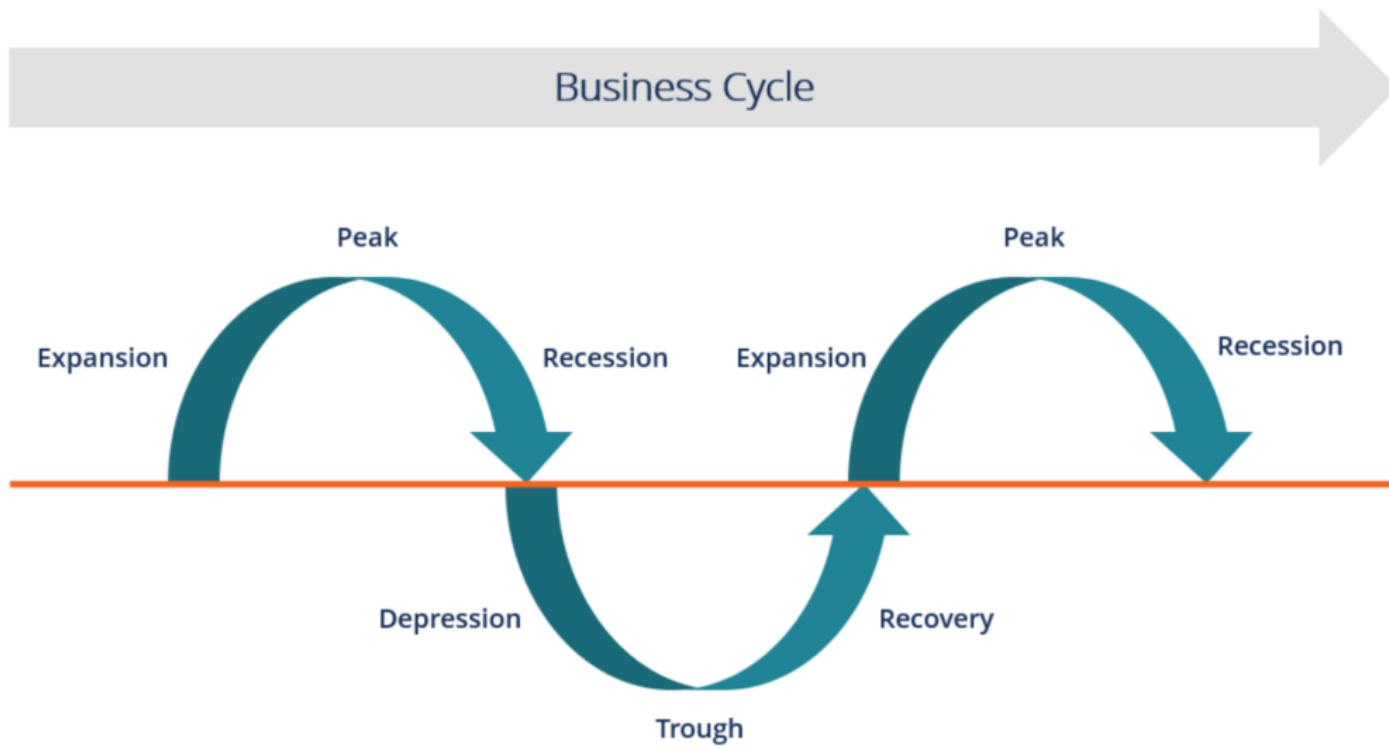 Business Cycle
Peak
Peak
Expansion
Recession
Expansion
Recession
Depression
Recovery
Trough